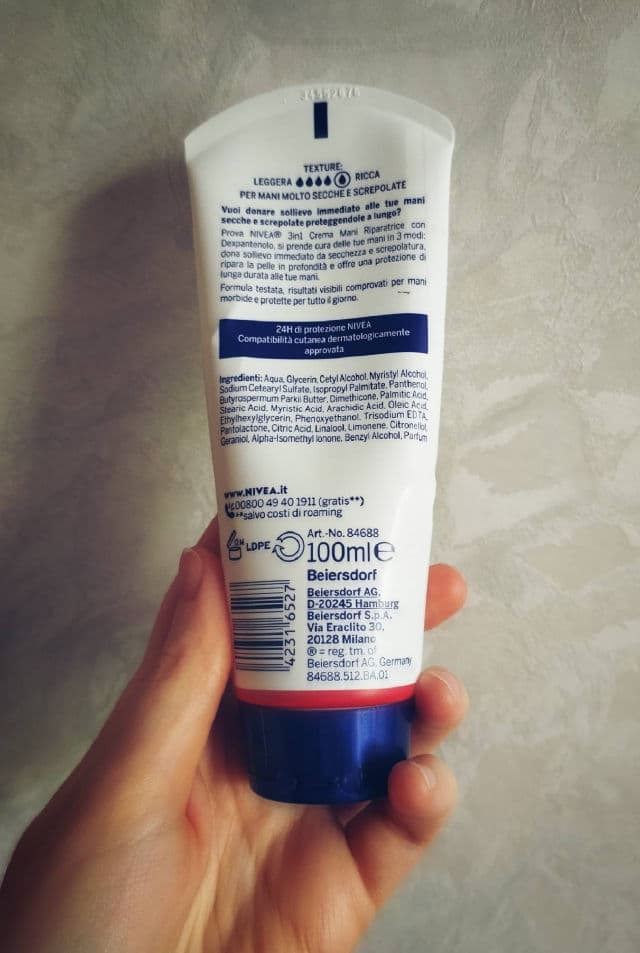 TEXTURE:
LEGGERA RICCA
PER MANI MOLTO SECCHE E SCREPOLATE
Vuoi donare sollievo immediato alle tue mani
secche e screpolate proteggendole a lungo?
Prova NIVEA® 3in1 Crema Mani Riparatrice con
Dexpantenolo, si prende cura delle tue mani in 3 modi:
dona sollievo immediato da secchezza e screpolatura,
ripara la pelle in profondità e offre una protezione di
lunga durata alle tue mani.
Formula testata, risultati visibili comprovati per mani
morbide e protette per tutto il giorno.
24H di protezione NIVEA
Compatibilità cutanea dermatologicamente
approvata
Ingredienti: Aqua, Glycerin, Cetyl Alcohol, Myristyl Alcohol,
Sodium Cetearyl Sulfate, Isopropyl Palmitate, Panthenol,
Butyrospermum Parkii Butter, Dimethicone, Palmitic Acid,
Stearic Acid, Myristic Acid, Arachidic Acid, Oleic Acid,
Ethylhexylglycerin, Phenoxyethanol, Trisodium EDTA,
Pantolactone, Citric Acid, Linalool, Limonene, Citronellol,
Geraniol, Alpha-Isomethyl Ionone, Benzyl Alcohol, Parfum
www.NIVEA.it
00800 49 40 1911 (gratis**)
**salvo costi di roaming
Art.-No. 84688
LDPE 100ml e
Beiersdorf
Beiersdorf AG,
D-20245 Hamburg
Beiersdorf S.p.A.
Via Eraclito 30,
20128 Milano
® = reg. tm. of
Beiersdorf AG, Germany
84688.512.BA.01
4231 6527